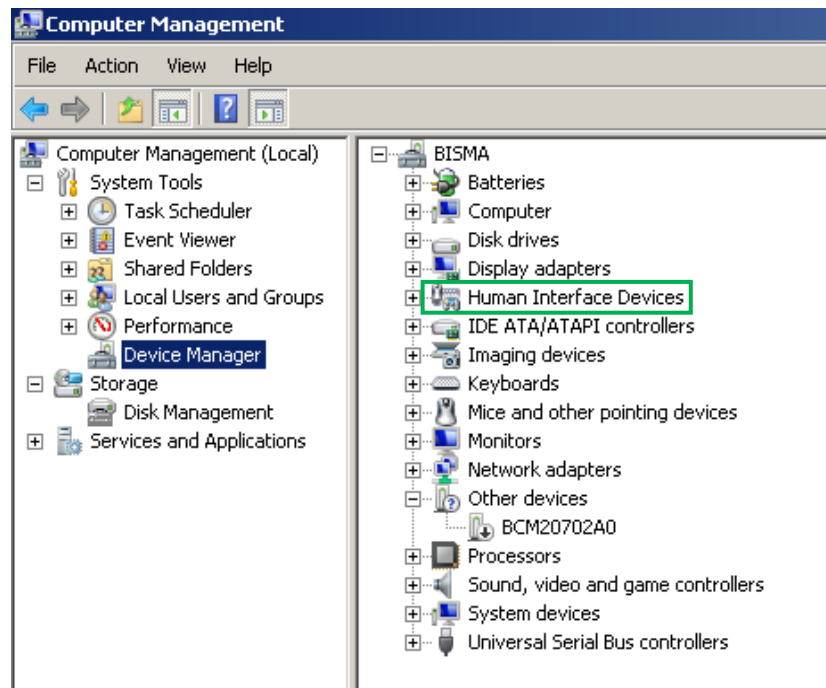 Computer Management
File Action View Help
Computer Management (Local)
System Tools
Task Scheduler
Event Viewer
Shared Folders
Local Users and Groups
Performance
Device Manager
Storage
Disk Management
Services and Applications
BISMA
Batteries
Computer
Disk drives
Display adapters
Human Interface Devices
IDE ATA/ATAPI controllers
Imaging devices
Keyboards
Mice and other pointing devices
Monitors
Network adapters
Other devices
BCM20702A0
Processors
Sound, video and game controllers
System devices
Universal Serial Bus controllers